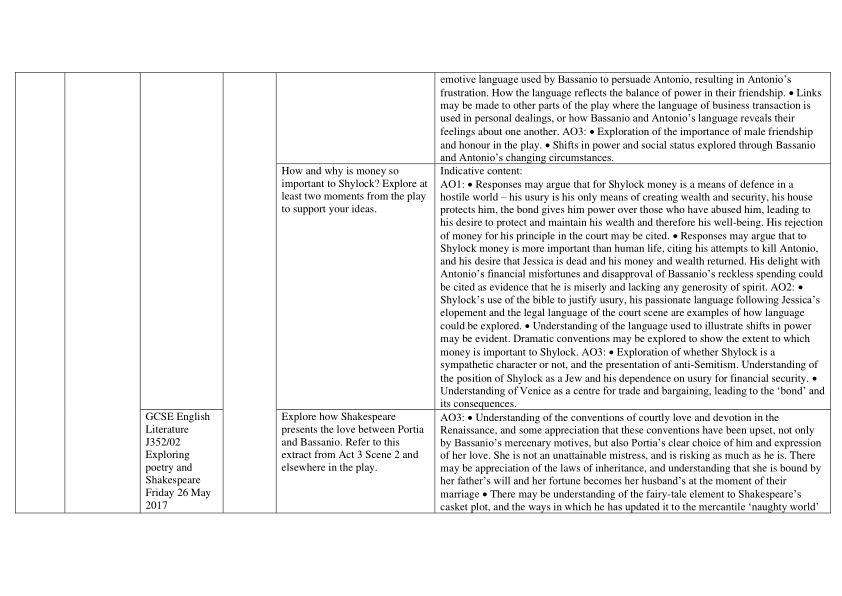 emotive language used by Bassanio to persuade Antonio, resulting in Antonio’s
frustration. How the language reflects the balance of power in their friendship. • Links
may be made to other parts of the play where the language of business transaction is
used in personal dealings, or how Bassanio and Antonio’s language reveals their
feelings about one another. AO3: • Exploration of the importance of male friendship
and honour in the play. • Shifts in power and social status explored through Bassanio
and Antonio’s changing circumstances.
How and why is money so
important to Shylock? Explore at
least two moments from the play
to support your ideas.
Indicative content:
AO1: • Responses may argue that for Shylock money is a means of defence in a
hostile world – his usury is his only means of creating wealth and security, his house
protects him, the bond gives him power over those who have abused him, leading to
his desire to protect and maintain his wealth and therefore his well-being. His rejection
of money for his principle in the court may be cited. • Responses may argue that to
Shylock money is more important than human life, citing his attempts to kill Antonio,
and his desire that Jessica is dead and his money and wealth returned. His delight with
Antonio’s financial misfortunes and disapproval of Bassanio’s reckless spending could
be cited as evidence that he is miserly and lacking any generosity of spirit. AO2: •
Shylock’s use of the bible to justify usury, his passionate language following Jessica’s
elopement and the legal language of the court scene are examples of how language
could be explored. • Understanding of the language used to illustrate shifts in power
may be evident. Dramatic conventions may be explored to show the extent to which
money is important to Shylock. AO3: • Exploration of whether Shylock is a
sympathetic character or not, and the presentation of anti-Semitism. Understanding of
the position of Shylock as a Jew and his dependence on usury for financial security. •
Understanding of Venice as a centre for trade and bargaining, leading to the ‘bond’ and
its consequences.
GCSE English
Literature
J352/02
Exploring
poetry and
Shakespeare
Friday 26 May
2017
Explore how Shakespeare
presents the love between Portia
and Bassanio. Refer to this
extract from Act 3 Scene 2 and
elsewhere in the play.
AO3: • Understanding of the conventions of courtly love and devotion in the
Renaissance, and some appreciation that these conventions have been upset, not only
by Bassanio’s mercenary motives, but also Portia’s clear choice of him and expression
of her love. She is not an unattainable mistress, and is risking as much as he is. There
may be appreciation of the laws of inheritance, and understanding that she is bound by
her father’s will and her fortune becomes her husband’s at the moment of their
marriage • There may be understanding of the fairy-tale element to Shakespeare’s
casket plot, and the ways in which he has updated it to the mercantile ‘naughty world’